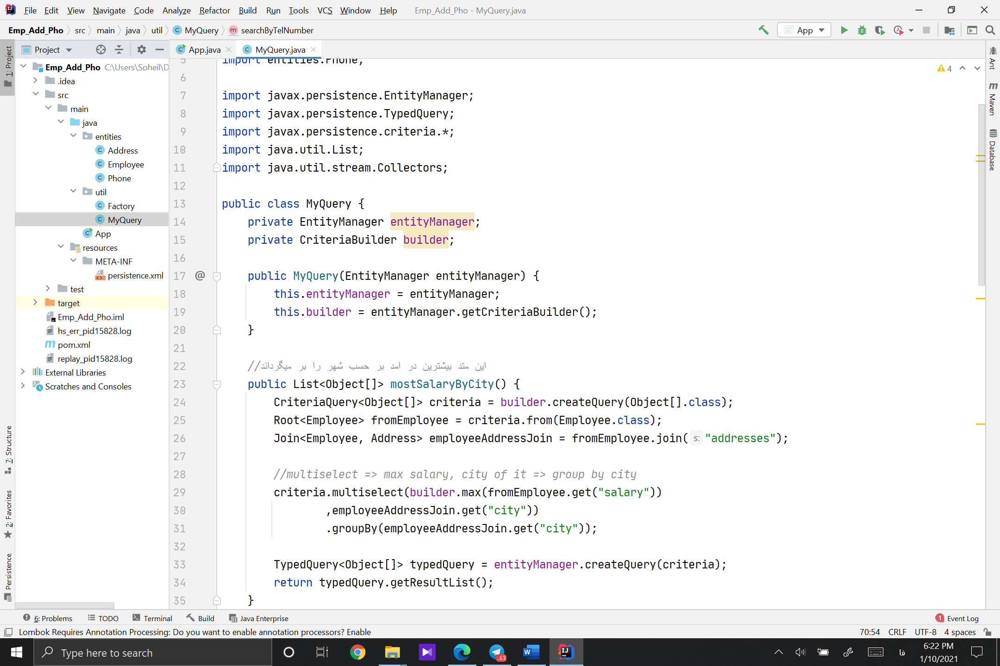 File Edit View Navigate Code Analyze Refactor Build Run Tools VCS Window Help Emp_Add_Pho - MyQuery.java
Emp_Add_Pho src main java util MyQuery searchByTelNumber App
Project
App.java MyQuery.java
Emp_Add_Pho C:\Users\Soheil\D
.idea
src
main
java
entities
Address
Employee
Phone
util
Factory
MyQuery
App
resources
META-INF
persistence.xml
test
target
Emp_Add_Pho.iml
hs_err_pid15828.log
pom.xml
replay_pid15828.log
External Libraries
Scratches and Consoles
1: Project
7: Structure
2: Favorites
Persistence
5 import entities.Phone;
6
7 import javax.persistence.EntityManager;
8 import javax.persistence.TypedQuery;
9 import javax.persistence.criteria.*;
10 import java.util.List;
11 import java.util.stream.Collectors;
12
13 public class MyQuery {
14 private EntityManager entityManager;
15 private CriteriaBuilder builder;
16
17 @ public MyQuery(EntityManager entityManager) {
18 this.entityManager = entityManager;
19 this.builder = entityManager.getCriteriaBuilder();
20 }
21
22 //این متد بیشترین در امد بر حسب شهر را بر میگرداند
23 public List<Object[]> mostSalaryByCity() {
24 CriteriaQuery<Object[]> criteria = builder.createQuery(Object[].class);
25 Root<Employee> fromEmployee = criteria.from(Employee.class);
26 Join<Employee, Address> employeeAddressJoin = fromEmployee.join( s: "addresses");
27
28 //multiselect => max salary, city of it => group by city
29 criteria.multiselect(builder.max(fromEmployee.get("salary"))
30 ,employeeAddressJoin.get("city"))
31 .groupBy(employeeAddressJoin.get("city"));
32
33 TypedQuery<Object[]> typedQuery = entityManager.createQuery(criteria);
34 return typedQuery.getResultList();
35 }
4
Ant
Maven
Database
6: Problems TODO Terminal Build Java Enterprise 1 Event Log
Lombok Requires Annotation Processing: Do you want to enable annotation processors? Enable 70:54 CRLF UTF-8 4 spaces
Type here to search
..63
فا
6:22 PM
1/10/2021